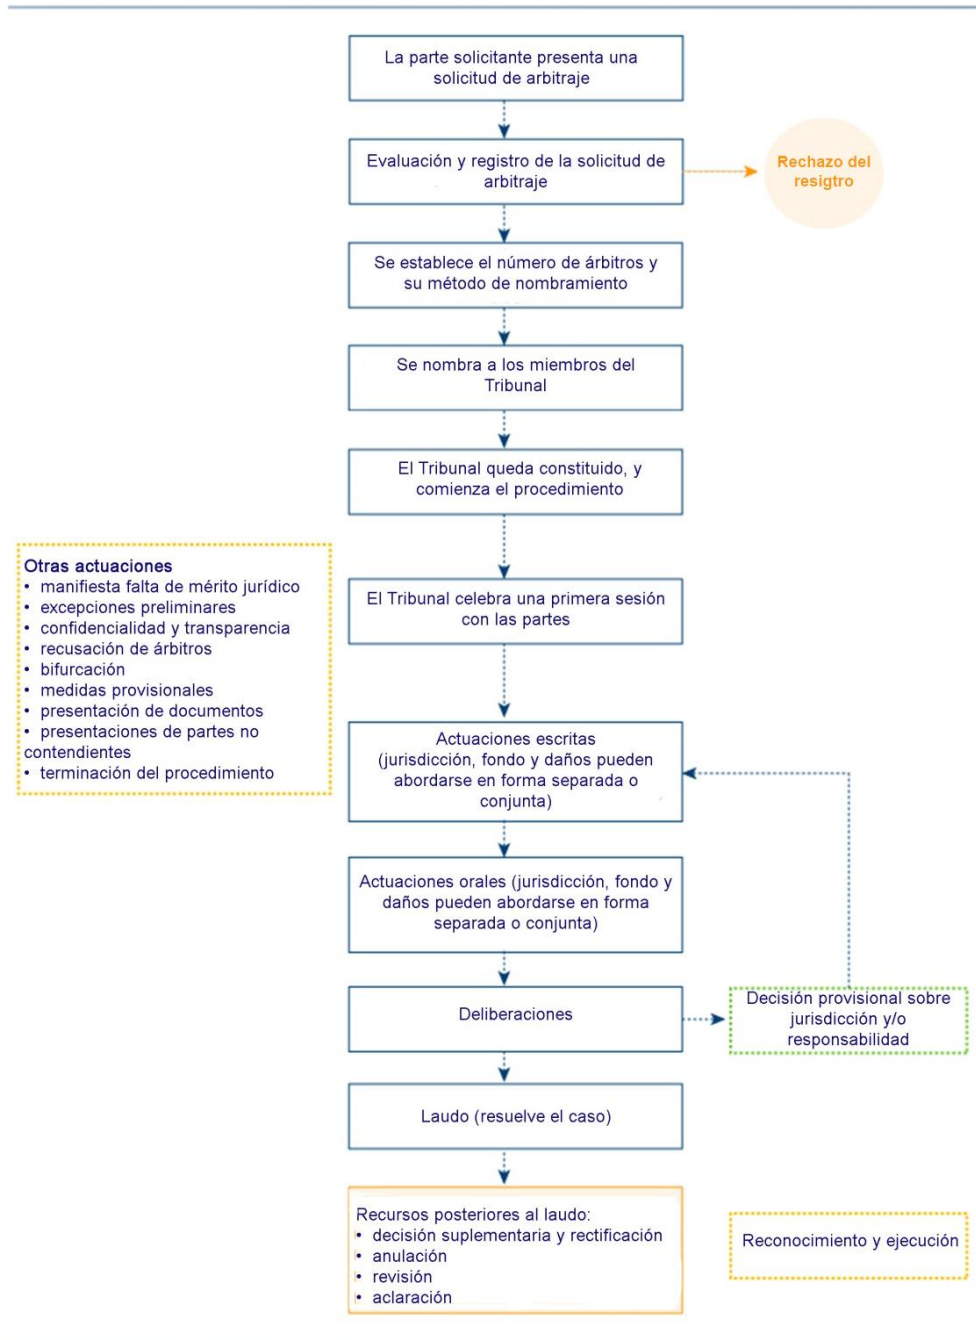 La parte solicitante presenta una
solicitud de arbitraje
Evaluación y registro de la solicitud de
arbitraje
Rechazo del
resigtro
Se establece el número de árbitros y
su método de nombramiento
Se nombra a los miembros del
Tribunal
El Tribunal queda constituido, y
comienza el procedimiento
Otras actuaciones
• manifiesta falta de mérito jurídico
• excepciones preliminares
• confidencialidad y transparencia
• recusación de árbitros
• bifurcación
• medidas provisionales
• presentación de documentos
• presentaciones de partes no
contendientes
• terminación del procedimiento
El Tribunal celebra una primera sesión
con las partes
Actuaciones escritas
(jurisdicción, fondo y daños pueden
abordarse en forma separada o
conjunta)
Actuaciones orales (jurisdicción, fondo y
daños pueden abordarse en forma
separada o conjunta)
Deliberaciones
Decisión provisional sobre
jurisdicción y/o
responsabilidad
Laudo (resuelve el caso)
Recursos posteriores al laudo:
• decisión suplementaria y rectificación
• anulación
• revisión
• aclaración
Reconocimiento y ejecución